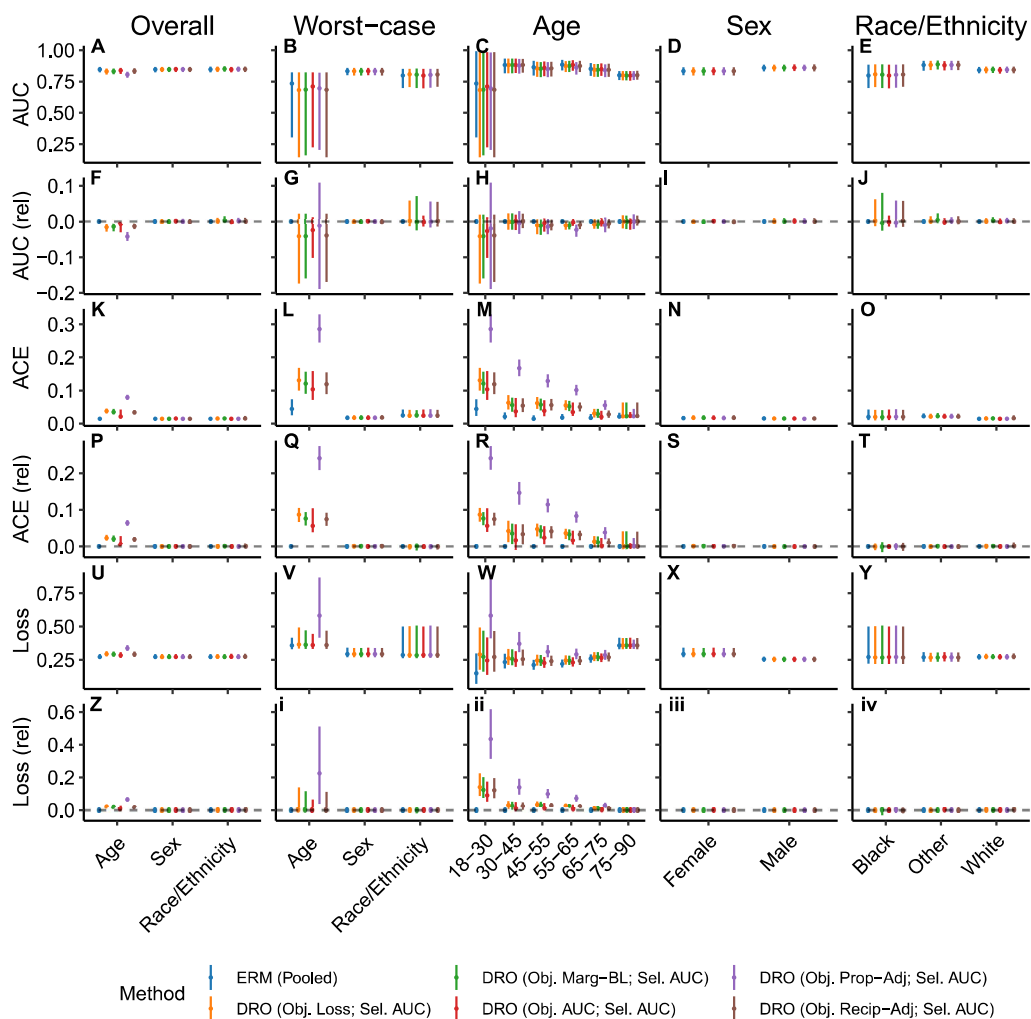 Overall Worst−case Age Sex Race/Ethnicity
A B C D E
AUC
1.00
0.75
0.50
0.25
F G H I J
AUC (rel)
0.1
0.0
−0.1
−0.2
K L M N O
ACE
0.3
0.2
0.1
0.0
P Q R S T
ACE (rel)
0.2
0.1
0.0
U V W X Y
Loss
0.75
0.50
0.25
Z i ii iii iv
Loss (rel)
0.6
0.4
0.2
0.0
Age Sex Race/Ethnicity Age Sex Race/Ethnicity 18−30 30−45 45−55 55−65 65−75 75−90 Female Male Black Other White
Method
ERM (Pooled) DRO (Obj. Marg−BL; Sel. AUC) DRO (Obj. Prop−Adj; Sel. AUC)
DRO (Obj. Loss; Sel. AUC) DRO (Obj. AUC; Sel. AUC) DRO (Obj. Recip−Adj; Sel. AUC)